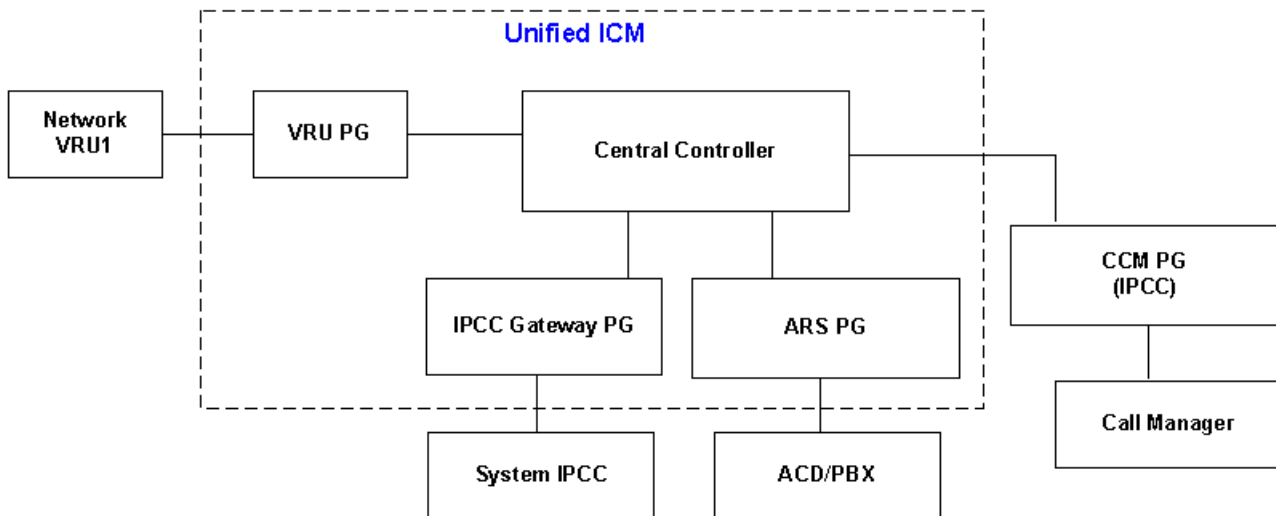 Unified ICM
Network
VRU1
VRU PG
Central Controller
CCM PG
(IPCC)
IPCC Gateway PG
ARS PG
Call Manager
System IPCC
ACD/PBX